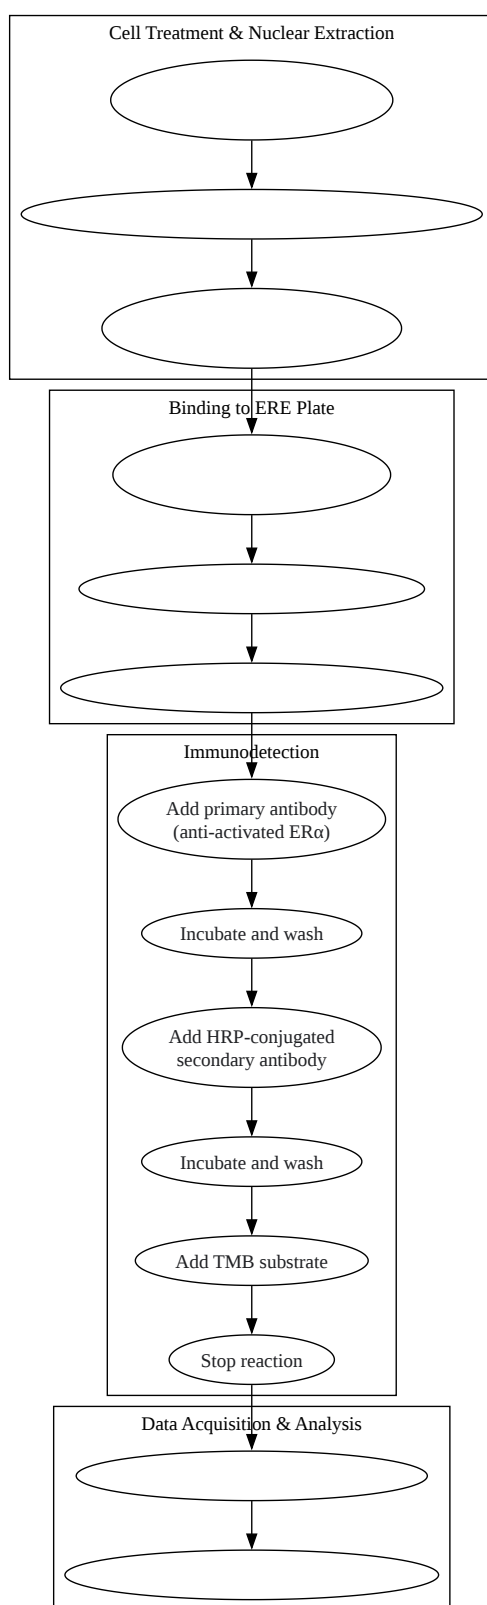 Cell Treatment & Nuclear Extraction
Binding to ERE Plate
Immunodetection
Add primary antibody
(anti-activated ERα)
Incubate and wash
Add HRP-conjugated
secondary antibody
Incubate and wash
Add TMB substrate
Stop reaction
Data Acquisition & Analysis